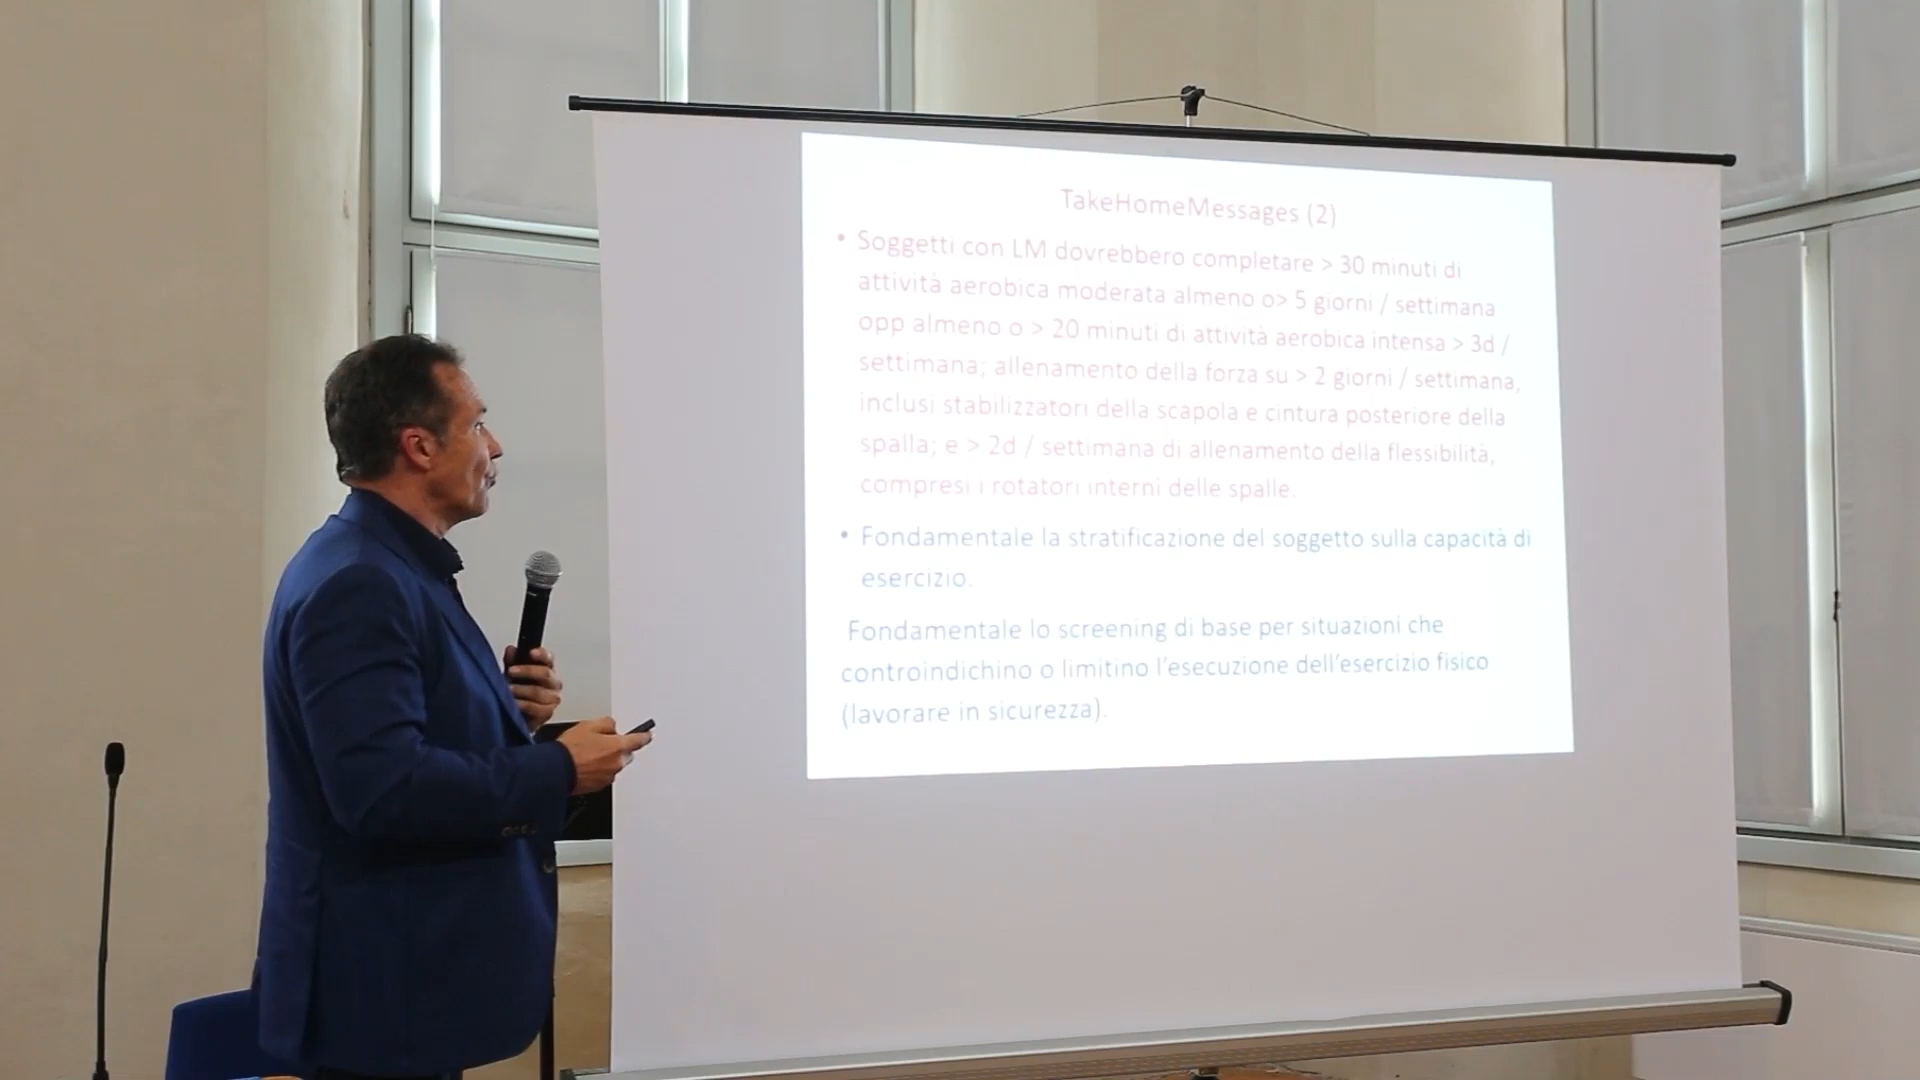 TakeHomeMessages (2)
• Soggetti con LM dovrebbero completare > 30 minuti di
attività aerobica moderata almeno o> 5 giorni / settimana
opp almeno o > 20 minuti di attività aerobica intensa > 3d /
settimana; allenamento della forza su > 2 giorni / settimana,
inclusi stabilizzatori della scapola e cintura posteriore della
spalla; e > 2d / settimana di allenamento della flessibilità,
compresi i rotatori interni delle spalle.
• Fondamentale la stratificazione del soggetto sulla capacità di
esercizio.
Fondamentale lo screening di base per situazioni che
controindichino o limitino l'esecuzione dell'esercizio fisico
(lavorare in sicurezza).